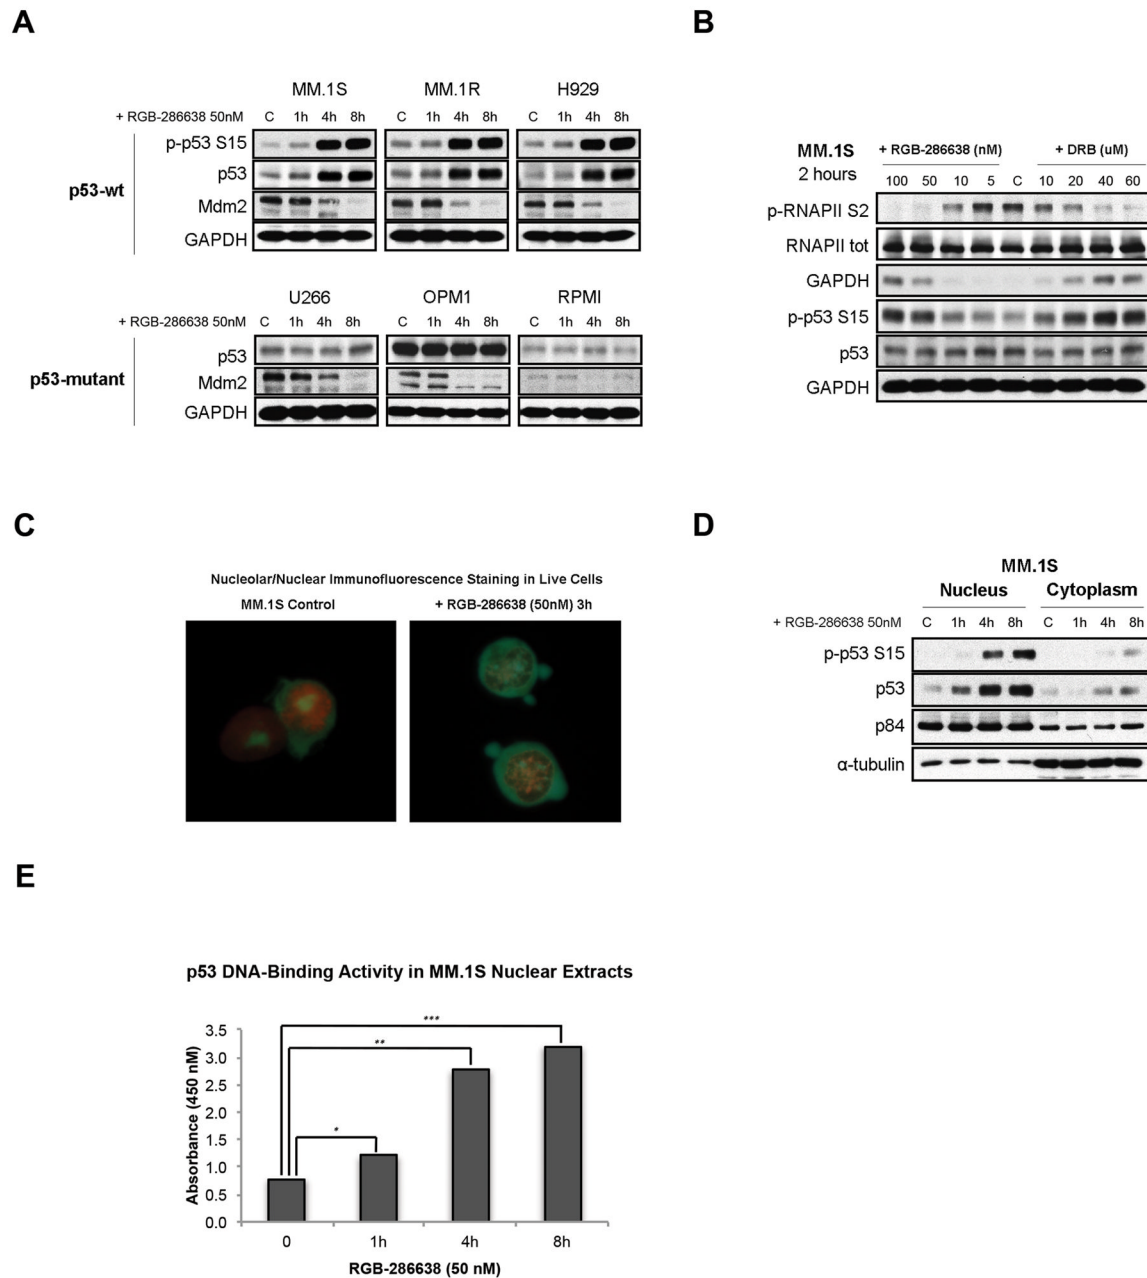 A
MM.1S MM.1R H929
+ RGB-286638 50nM C 1h 4h 8h C 1h 4h 8h C 1h 4h 8h
p-p53 S15
p53-wt
p53
Mdm2
GAPDH
U266 OPM1 RPMI
+ RGB-286638 50nM C 1h 4h 8h C 1h 4h 8h C 1h 4h 8h
p53
p53-mutant
Mdm2
GAPDH
B
MM.1S + RGB-286638 (nM) + DRB (uM)
2 hours 100 50 10 5 C 10 20 40 60
p-RNAPII S2
RNAPII tot
GAPDH
p-p53 S15
p53
GAPDH
C
Nucleolar/Nuclear Immunofluorescence Staining in Live Cells
MM.1S Control + RGB-286638 (50nM) 3h
D
MM.1S
Nucleus Cytoplasm
+ RGB-286638 50nM C 1h 4h 8h C 1h 4h 8h
p-p53 S15
p53
p84
α-tubulin
E
p53 DNA-Binding Activity in MM.1S Nuclear Extracts
***
**
*
Absorbance (450 nM)
3.5
3.0
2.5
2.0
1.5
1.0
0.5
0.0
0 1h 4h 8h
RGB-286638 (50 nM)